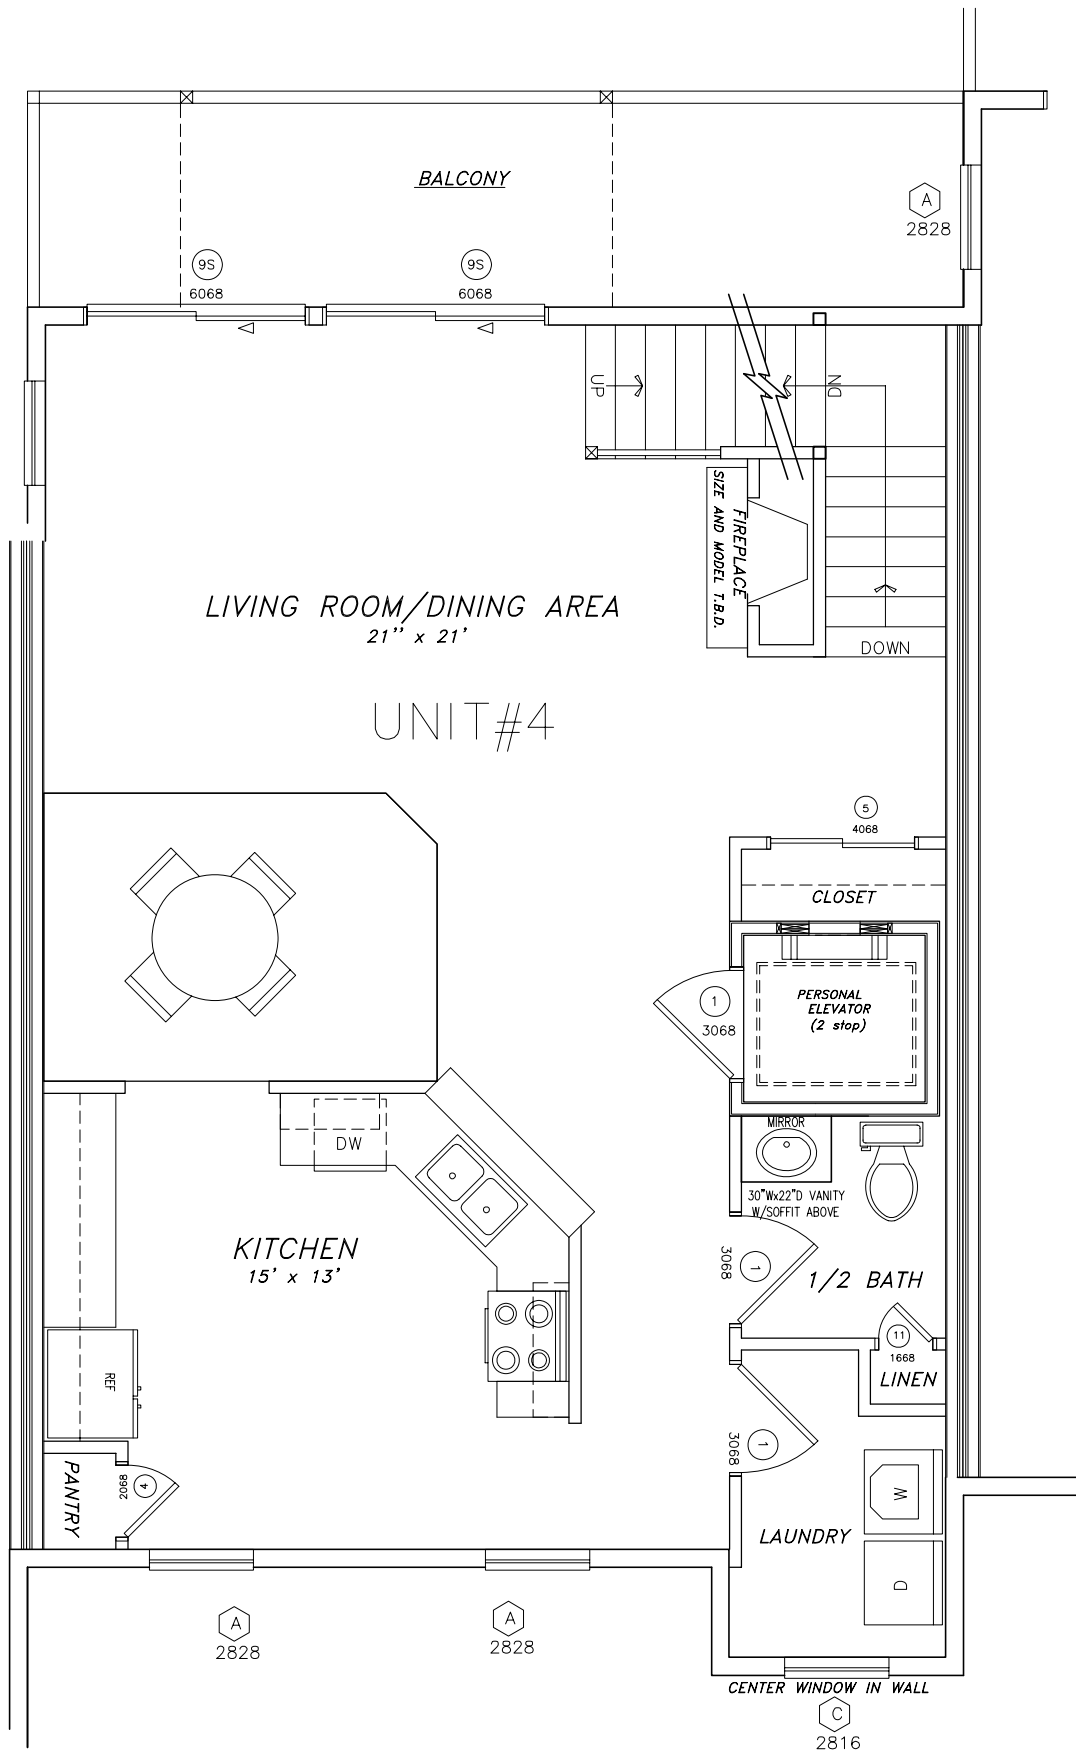 BALCONY
A
2828
9S
6068
9S
6068
UP
DN
FIREPLACE
SIZE AND MODEL T.B.D.
DOWN
LIVING ROOM/DINING AREA
21'' x 21'
UNIT#4
5
4068
CLOSET
PERSONAL
ELEVATOR
(2 stop)
1
3068
MIRROR
30"Wx22"D VANITY
W/SOFFIT ABOVE
DW
KITCHEN
15' x 13'
1
3068
1/2 BATH
11
1668
LINEN
REF
1
3068
PANTRY
4
2068
W
LAUNDRY
D
A
2828
A
2828
CENTER WINDOW IN WALL
C
2816